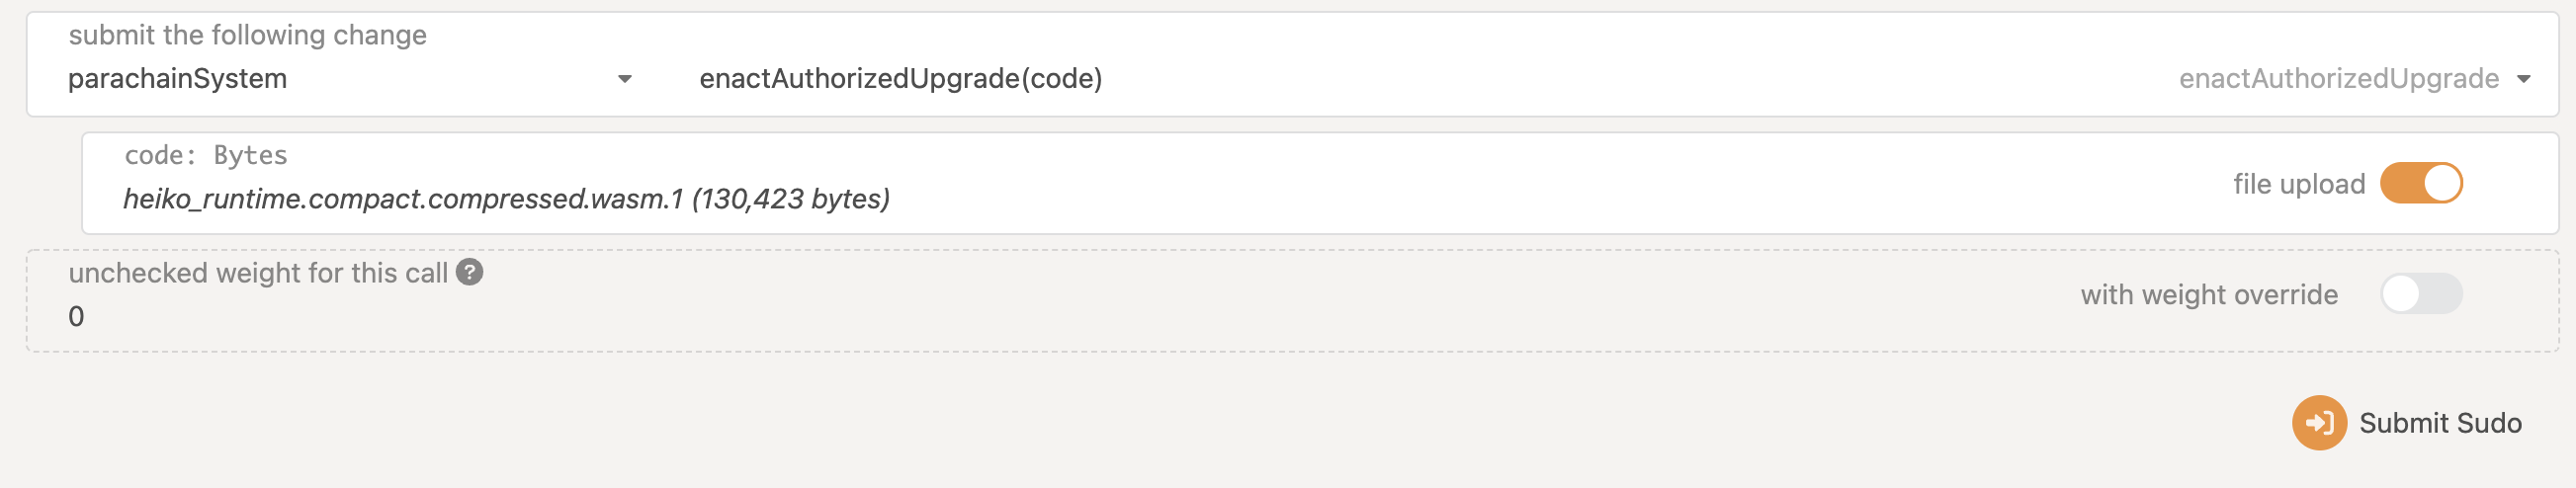 submit the following change
parachainSystem
enactAuthorizedUpgrade(code)
enactAuthorizedUpgrade
code: Bytes
heiko_runtime.compact.compressed.wasm.1 (130,423 bytes)
file upload
unchecked weight for this call ?
0
with weight override
Submit Sudo